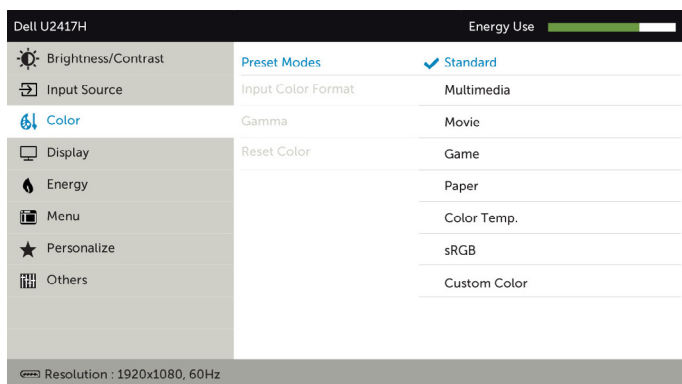 Dell U2417H
Energy Use
Brightness/Contrast
Input Source
Color
Display
Energy
Menu
Personalize
Others
Preset Modes
Input Color Format
Gamma
Reset Color
Standard
Multimedia
Movie
Game
Paper
Color Temp.
sRGB
Custom Color
Resolution : 1920x1080, 60Hz